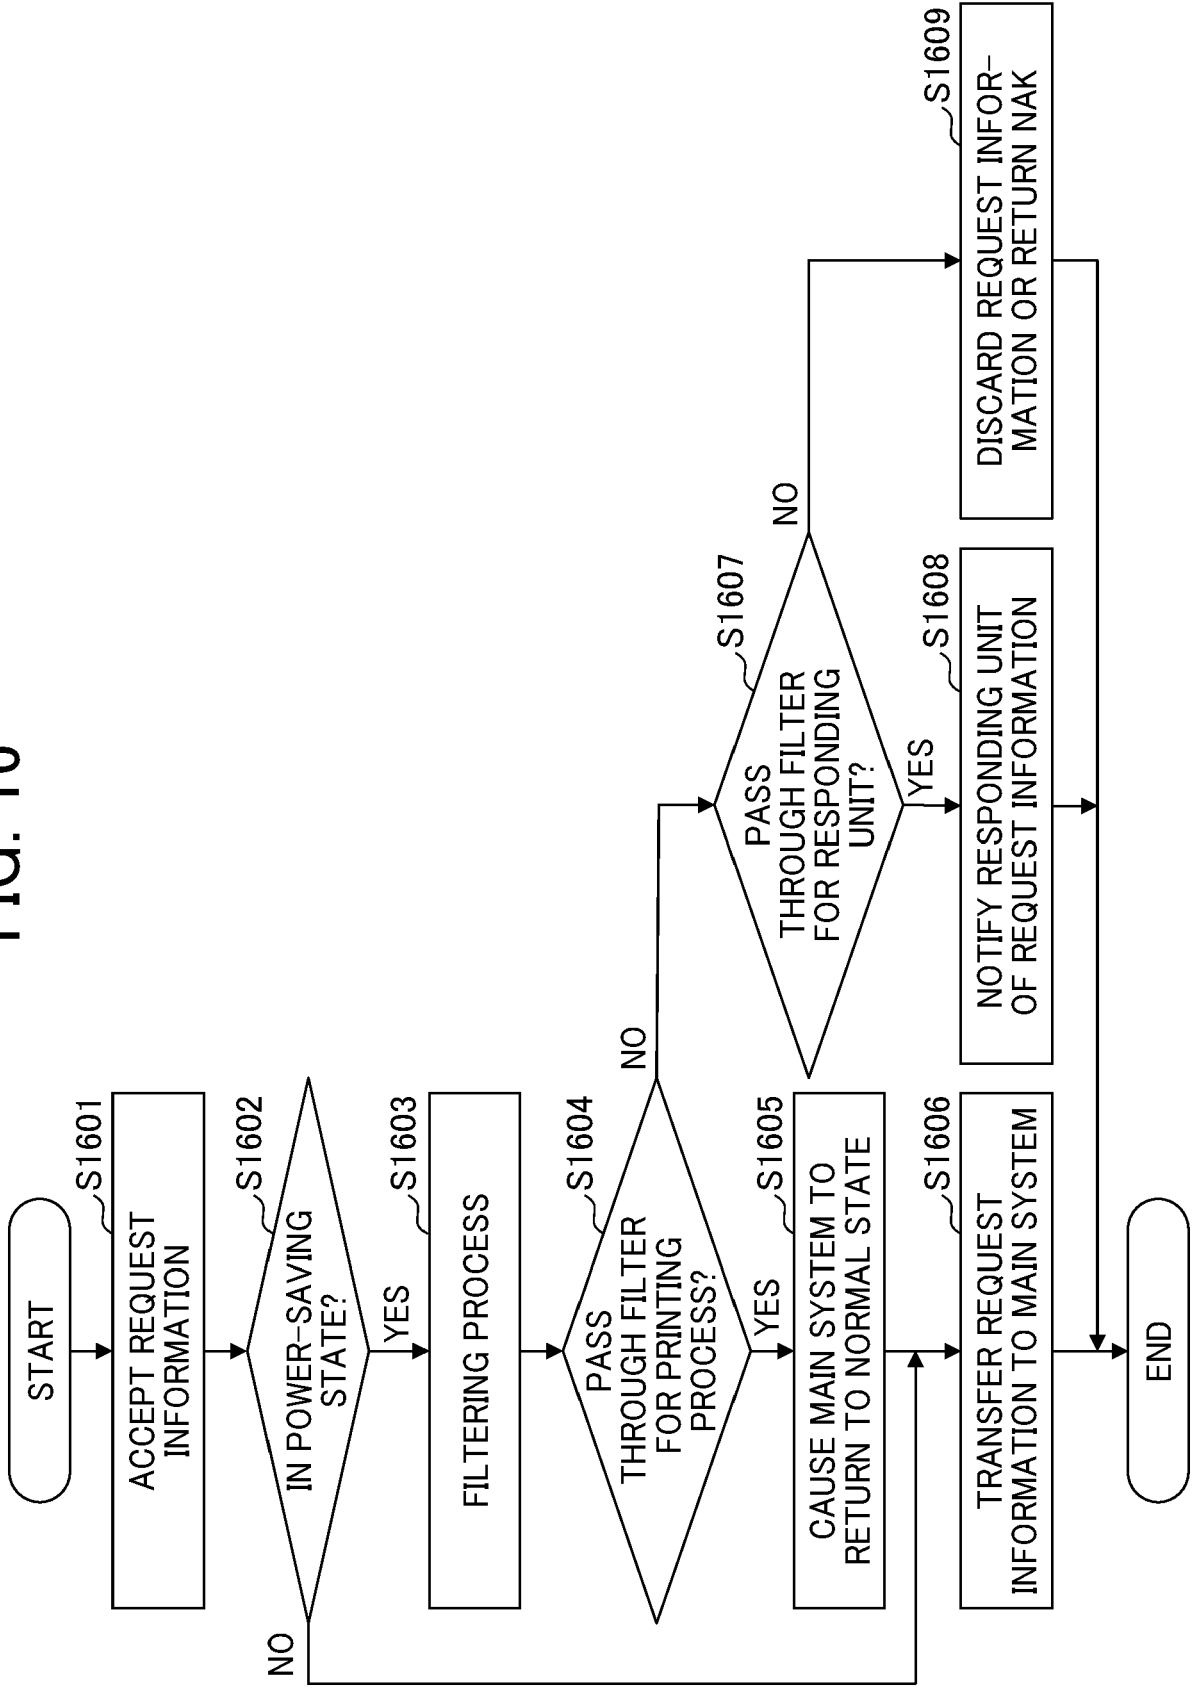 START
S1601
ACCEPT REQUEST
INFORMATION
S1602
IN POWER-SAVING
STATE?
NO
YES
S1603
FILTERING PROCESS
S1604
PASS
THROUGH FILTER
FOR PRINTING
PROCESS?
NO
YES
S1605
CAUSE MAIN SYSTEM TO
RETURN TO NORMAL STATE
S1606
TRANSFER REQUEST
INFORMATION TO MAIN SYSTEM
END
S1607
PASS
THROUGH FILTER
FOR RESPONDING
UNIT?
NO
YES
S1608
NOTIFY RESPONDING UNIT
OF REQUEST INFORMATION
S1609
DISCARD REQUEST INFOR-
MATION OR RETURN NAK